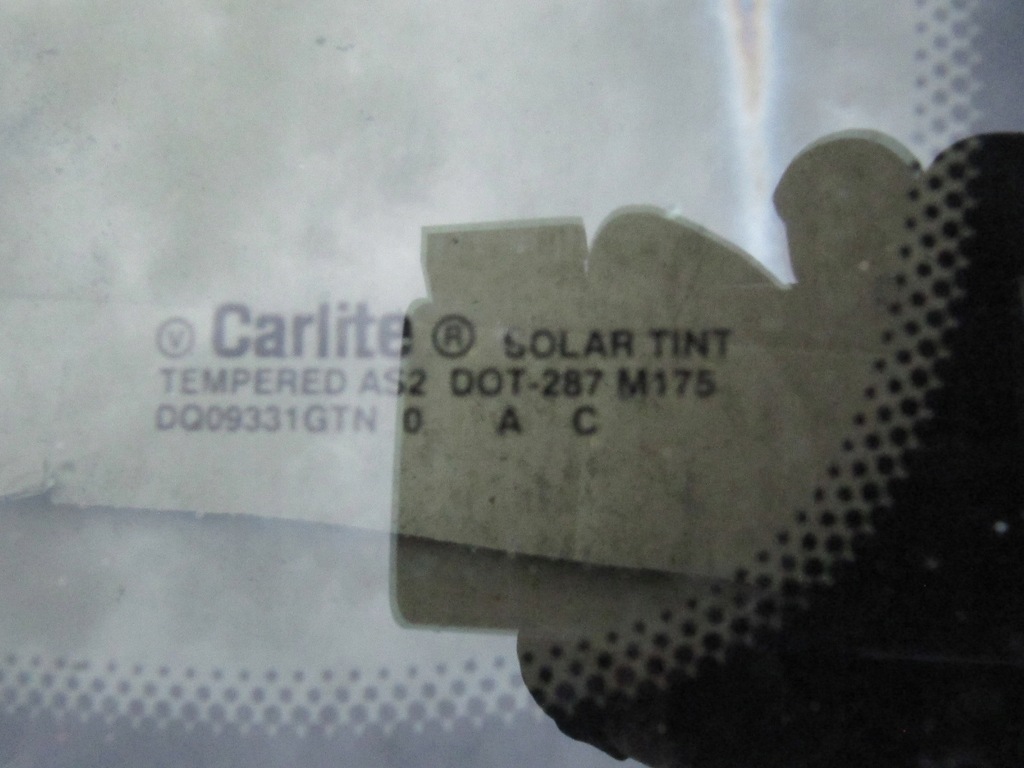 Ⓥ Carlite ® SOLAR TINT
TEMPERED AS2 DOT-287 M175
DQ09331GTN 0 A C